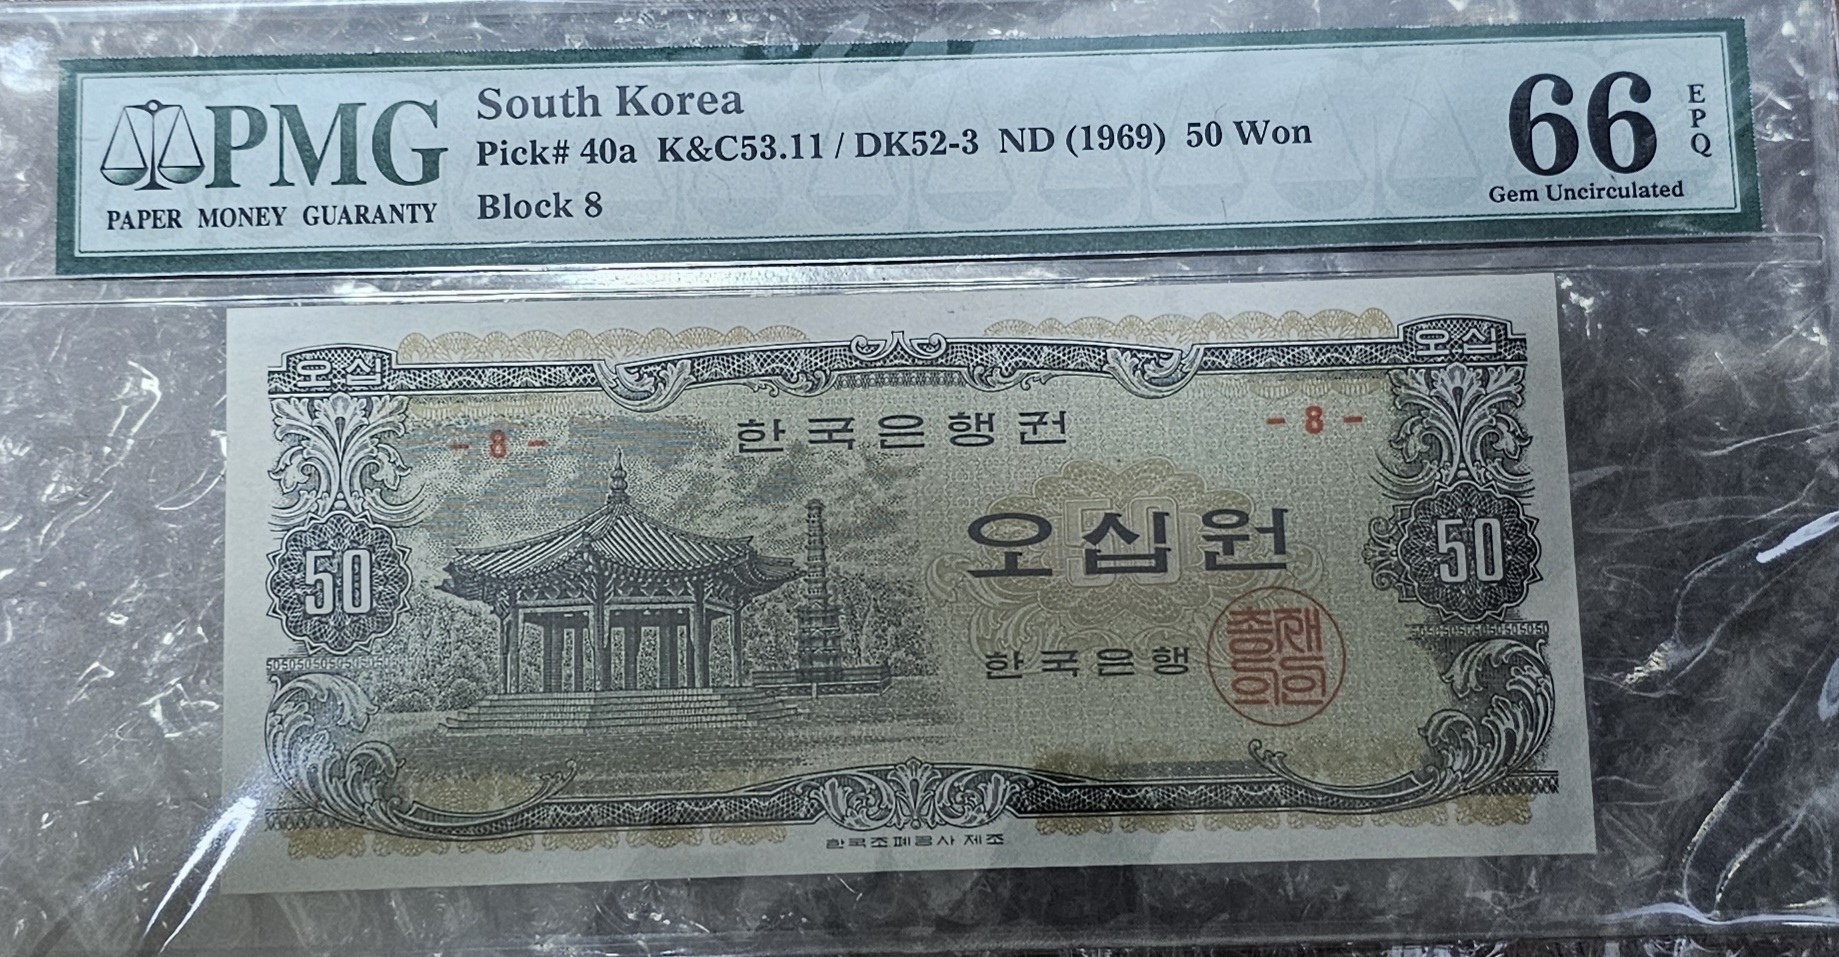 PMG
PAPER MONEY GUARANTY
South Korea
Pick# 40a K&C53.11 / DK52-3 ND (1969) 50 Won
Block 8
66
EPQ
Gem Uncirculated
오십
오십
- 8 -
한국은행권
- 8 -
오십원
50
50
한국은행
총재의인
50505050505050505050
50505050505050505050
한국조폐공사 제조